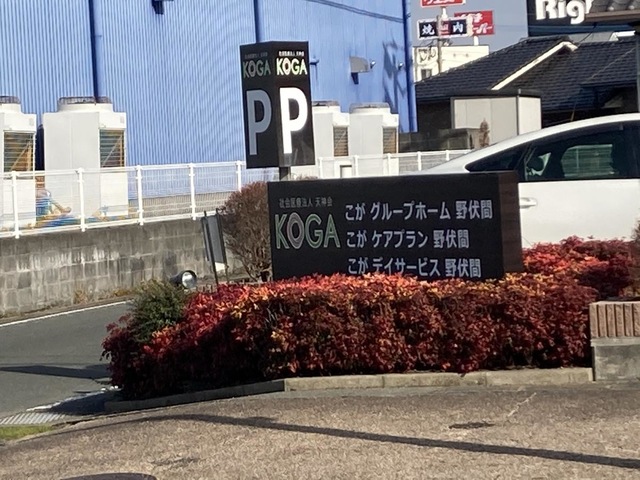 Rig
焼肉
KOGA
KOGA
P
P
社会医療法人 天神会
KOGA
こが グループホーム 野伏間
こが ケアプラン 野伏間
こが デイサービス 野伏間